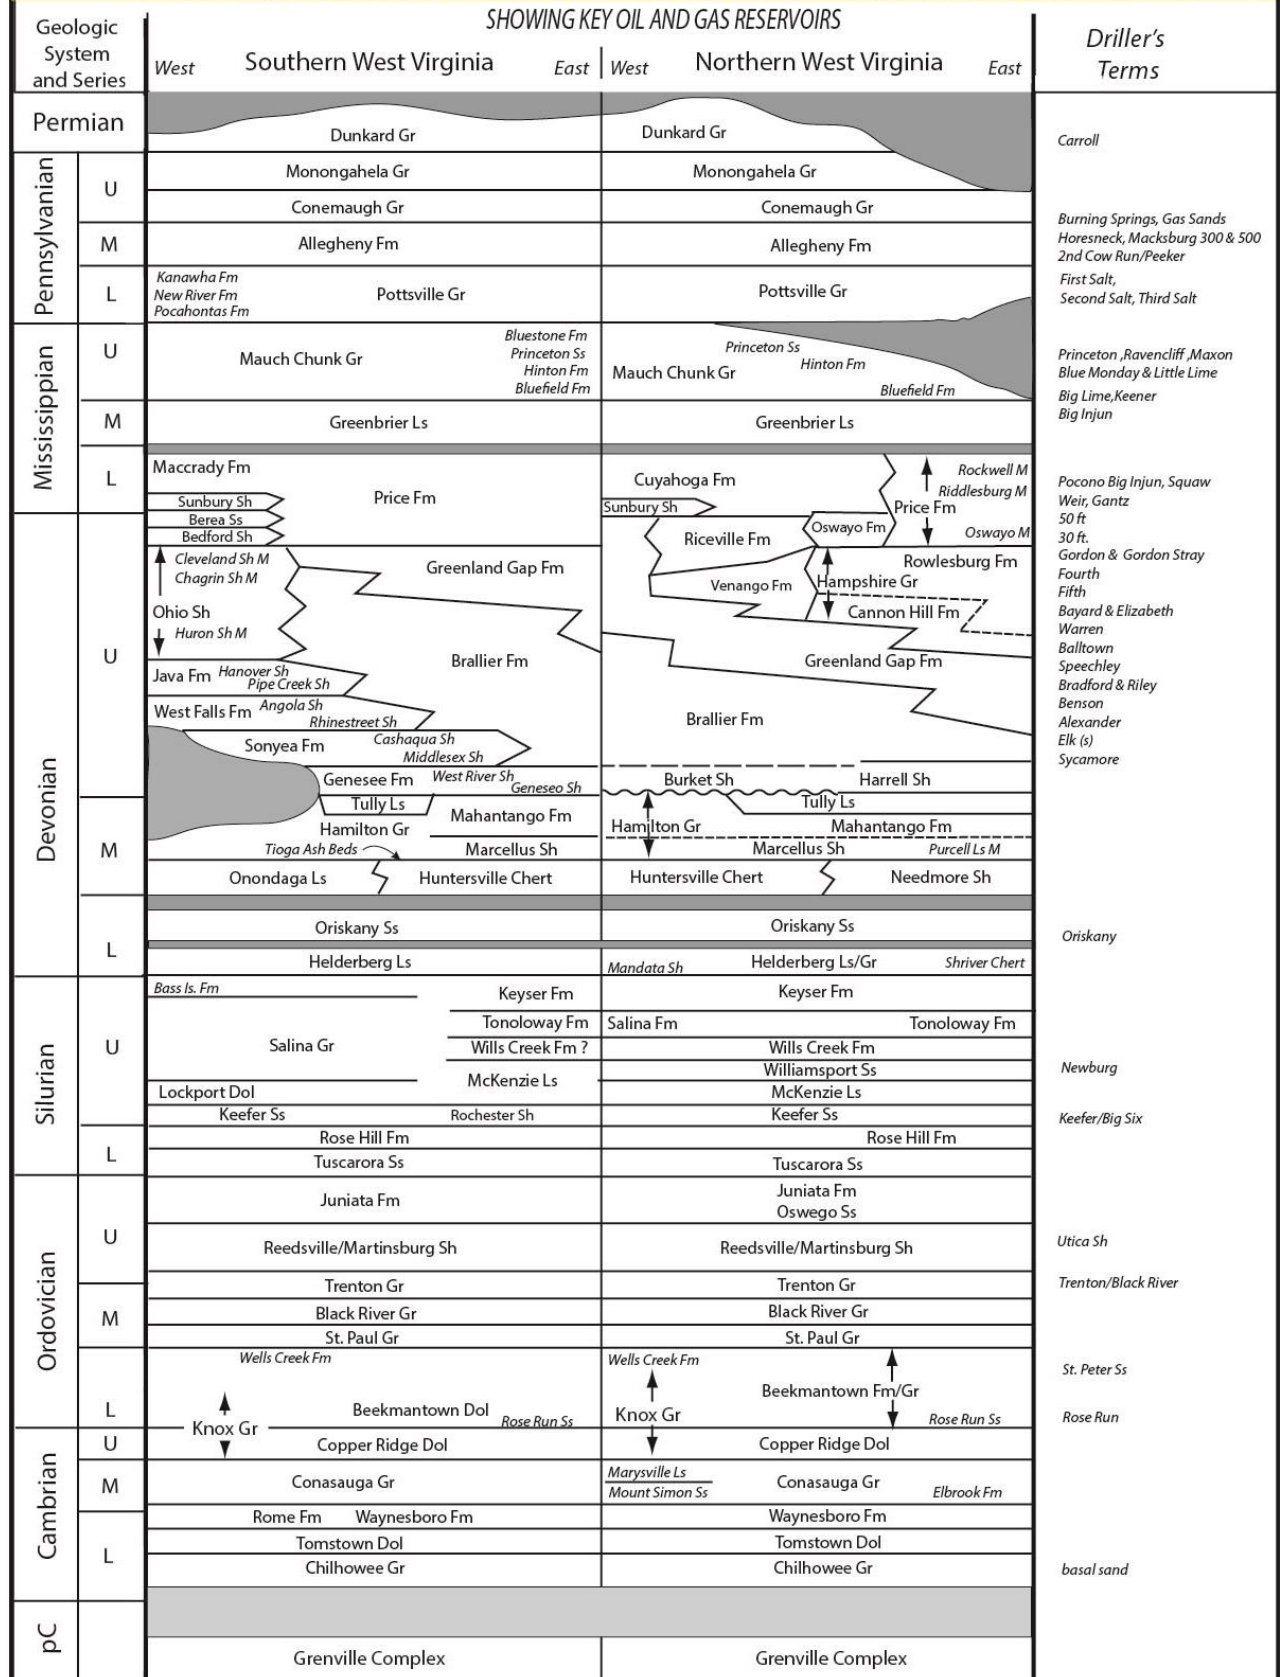 SHOWING KEY OIL AND GAS RESERVOIRS
Geologic
System
and Series
West Southern West Virginia East West Northern West Virginia East
Driller's
Terms
Permian
Dunkard Gr Dunkard Gr
Carroll
Pennsylvanian
U
Monongahela Gr Monongahela Gr
Conemaugh Gr Conemaugh Gr
Burning Springs, Gas Sands
Horesneck, Macksburg 300 & 500
2nd Cow Run/Peeker
M
Allegheny Fm Allegheny Fm
L
Kanawha Fm
New River Fm
Pocahontas Fm
Pottsville Gr Pottsville Gr
First Salt,
Second Salt, Third Salt
Mississippian
U
Mauch Chunk Gr
Bluestone Fm
Princeton Ss
Hinton Fm
Bluefield Fm
Princeton Ss
Hinton Fm
Mauch Chunk Gr
Bluefield Fm
Princeton ,Ravencliff ,Maxon
Blue Monday & Little Lime
Big Lime,Keener
Big Injun
M
Greenbrier Ls Greenbrier Ls
L
Maccrady Fm
Sunbury Sh
Berea Ss
Bedford Sh
Price Fm
Cuyahoga Fm
Sunbury Sh
Riceville Fm
Oswayo Fm
Rockwell M
Riddlesburg M
Price Fm
Oswayo M
Pocono Big Injun, Squaw
Weir, Gantz
50 ft
30 ft.
Gordon & Gordon Stray
Fourth
Fifth
Bayard & Elizabeth
Warren
Balltown
Speechley
Bradford & Riley
Benson
Alexander
Elk (s)
Sycamore
Devonian
U
Cleveland Sh M
Chagrin Sh M
Ohio Sh
Huron Sh M
Greenland Gap Fm
Brallier Fm
Java Fm Hanover Sh
Pipe Creek Sh
West Falls Fm Angola Sh
Rhinestreet Sh
Sonyea Fm Cashaqua Sh
Middlesex Sh
Genesee Fm West River Sh
Geneseo Sh
Rowlesburg Fm
Venango Fm
Hampshire Gr
Cannon Hill Fm
Greenland Gap Fm
Brallier Fm
Burket Sh Harrell Sh
M
Tully Ls
Hamilton Gr
Mahantango Fm
Tioga Ash Beds
Marcellus Sh
Onondaga Ls Huntersville Chert
Tully Ls
Hamilton Gr
Mahantango Fm
Marcellus Sh Purcell Ls M
Huntersville Chert Needmore Sh
L
Oriskany Ss Oriskany Ss
Oriskany
Helderberg Ls
Mandata Sh Helderberg Ls/Gr Shriver Chert
Silurian
U
Bass Is. Fm
Keyser Fm Keyser Fm
Tonoloway Fm Salina Fm Tonoloway Fm
Salina Gr
Wills Creek Fm ? Wills Creek Fm
Williamsport Ss
Newburg
McKenzie Ls McKenzie Ls
Lockport Dol
Keefer Ss Rochester Sh Keefer Ss
Keefer/Big Six
L
Rose Hill Fm Rose Hill Fm
Tuscarora Ss Tuscarora Ss
Ordovician
U
Juniata Fm
Juniata Fm
Oswego Ss
Reedsville/Martinsburg Sh Reedsville/Martinsburg Sh
Utica Sh
Trenton Gr Trenton Gr
Trenton/Black River
M
Black River Gr Black River Gr
St. Paul Gr St. Paul Gr
L
Wells Creek Fm Wells Creek Fm
St. Peter Ss
Beekmantown Fm/Gr
Beekmantown Dol
Rose Run Ss
Knox Gr
Knox Gr
Rose Run Ss
Rose Run
Cambrian
U
Copper Ridge Dol Copper Ridge Dol
M
Conasauga Gr
Marysville Ls
Mount Simon Ss
Conasauga Gr
Elbrook Fm
L
Rome Fm Waynesboro Fm Waynesboro Fm
Tomstown Dol Tomstown Dol
Chilhowee Gr Chilhowee Gr
basal sand
pC
Grenville Complex Grenville Complex